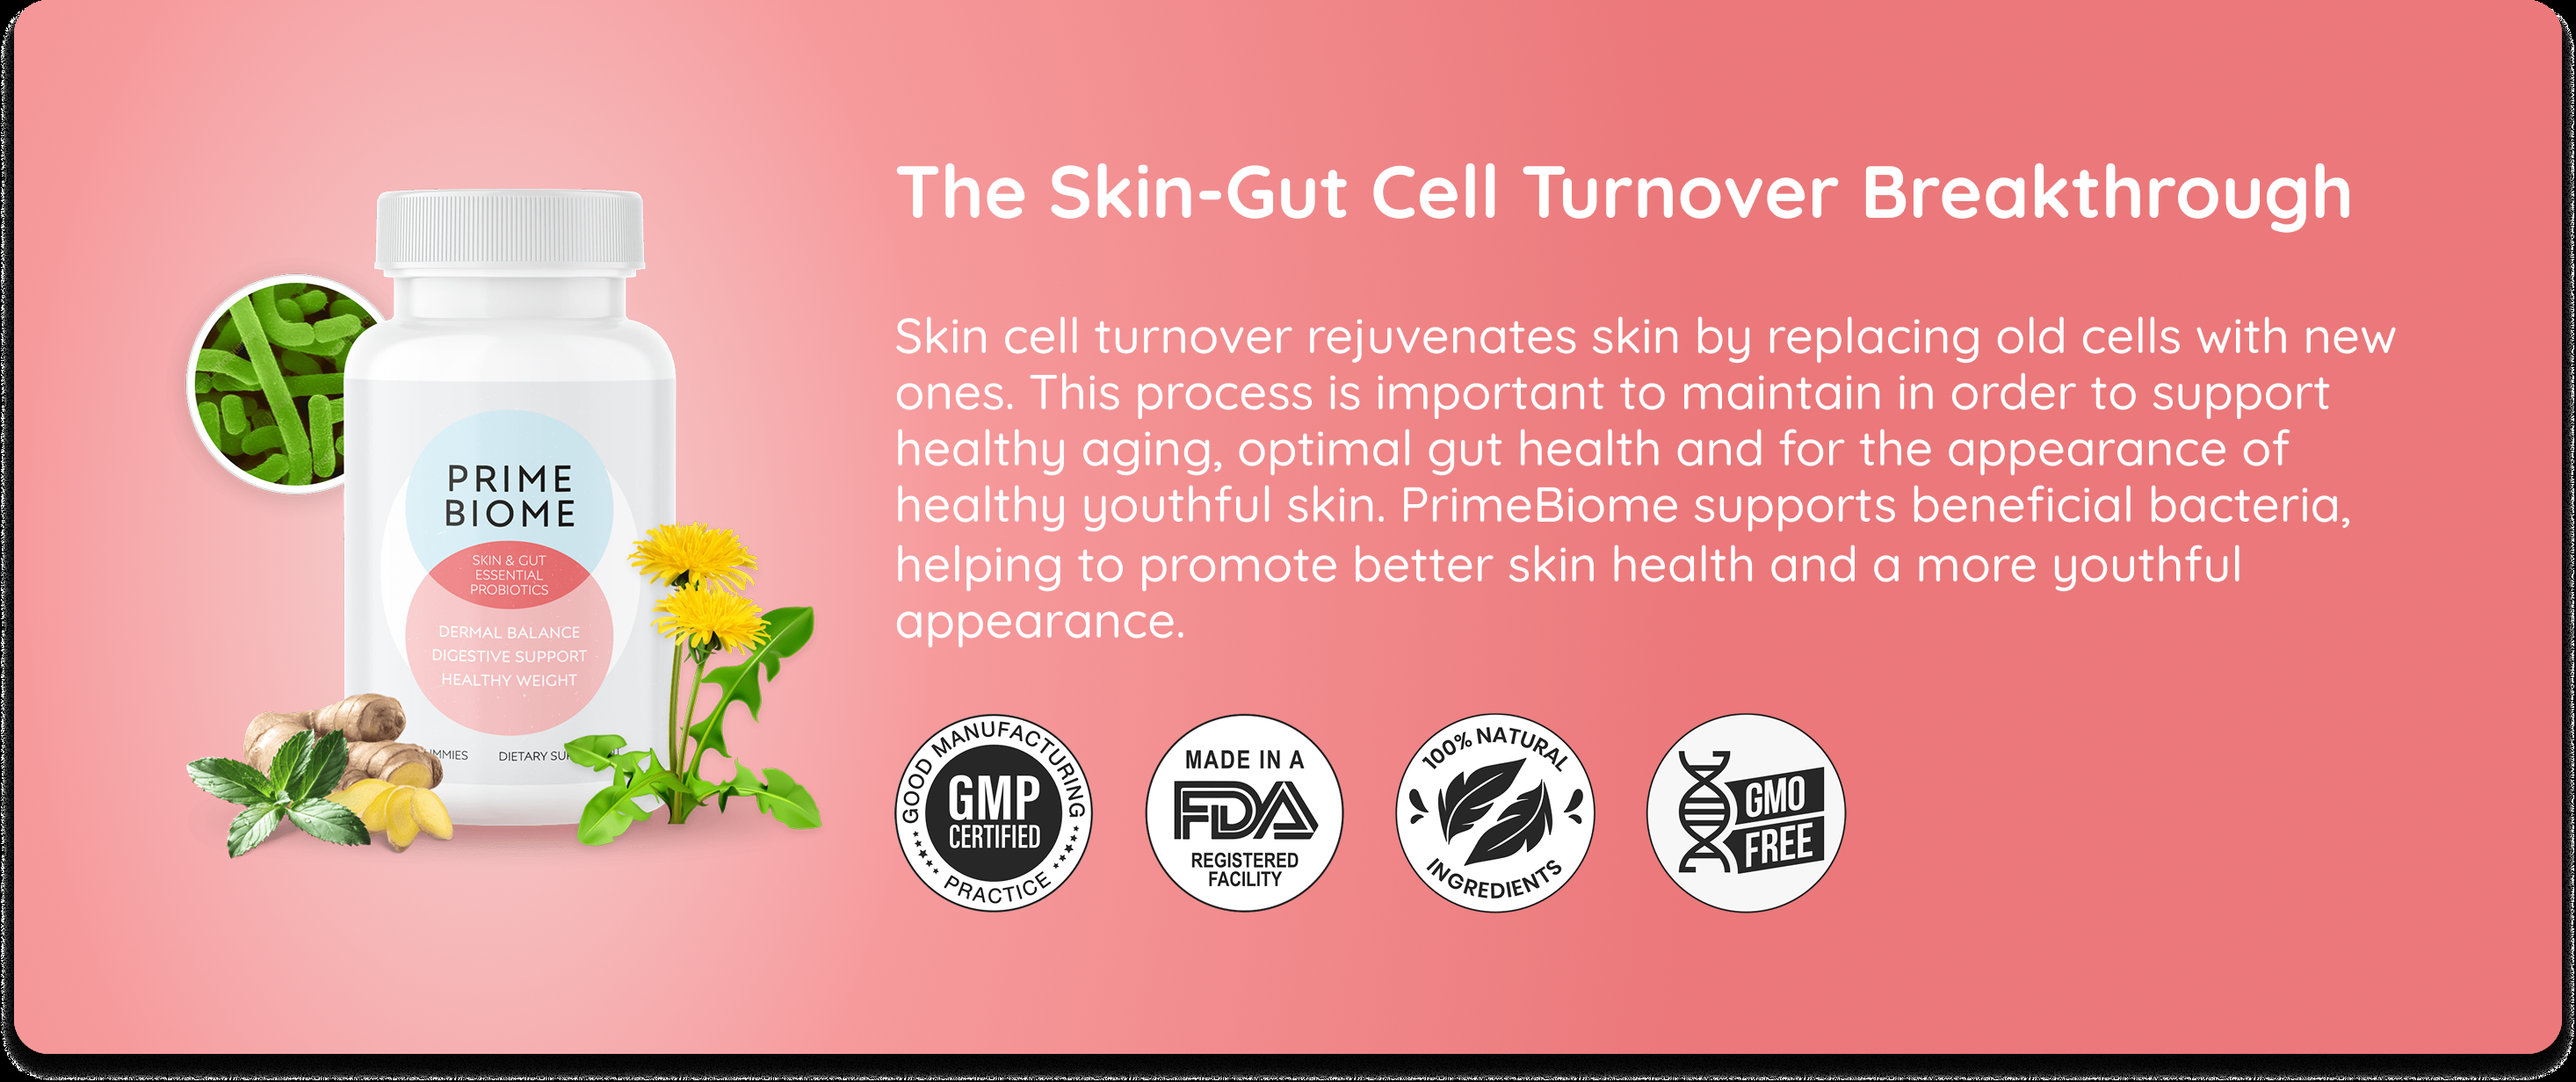 The Skin-Gut Cell Turnover Breakthrough
Skin cell turnover rejuvenates skin by replacing old cells with new
ones. This process is important to maintain in order to support
healthy aging, optimal gut health and for the appearance of
healthy youthful skin. PrimeBiome supports beneficial bacteria,
helping to promote better skin health and a more youthful
appearance.
PRIME
BIOME
SKIN & GUT
ESSENTIAL
PROBIOTICS
DERMAL BALANCE
DIGESTIVE SUPPORT
HEALTHY WEIGHT
DIETARY
GOOD MANUFACTURING
GMP
CERTIFIED
PRACTICE
MADE IN A
FDA
REGISTERED
FACILITY
100% NATURAL
INGREDIENTS
GMO
FREE